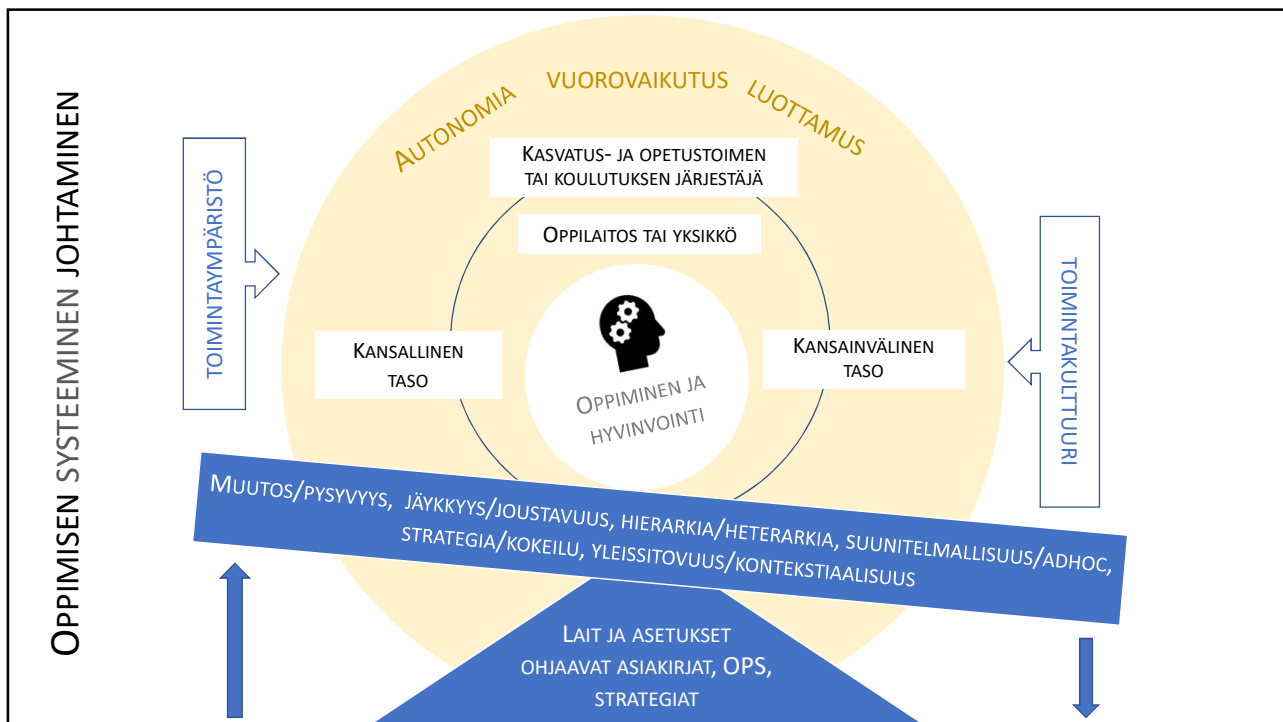 OPPIMISEN SYSTEEMINEN JOHTAMINEN
AUTONOMIA
VUOROVAIKUTUS
LUOTTAMUS
TOIMINTAYMPÄRISTÖ
KASVATUS- JA OPETUSTOIMEN
TAI KOULUTUKSEN JÄRJESTÄJÄ
OPPILAITOS TAI YKSIKKÖ
KANSALLINEN
TASO
KANSAINVÄLINEN
TASO
OPPIMINEN JA
HYVINVOINTI
TOIMINTAKULTTUURI
MUUTOS/PYSYVYYS, JÄYKKYYS/JOUSTAVUUS, HIERARKIA/HETERARKIA, SUUNITELMALLISUUS/ADHOC,
STRATEGIA/KOKEILU, YLEISSITOVUUS/KONTEKSTIAALISUUS
LAIT JA ASETUKSET
OHJAAVAT ASIAKIRJAT, OPS,
STRATEGIAT